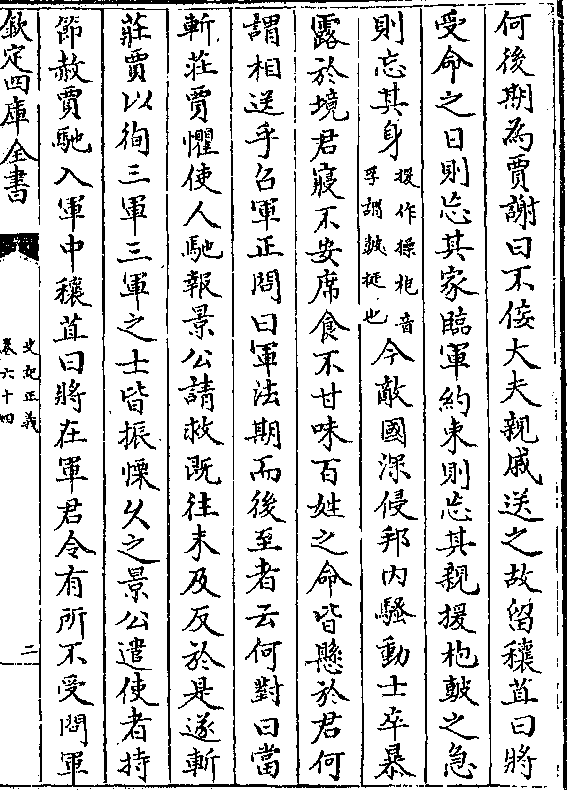 何後期為賈謝曰不佞大夫親戚送之故留穰苴曰將
受命之日則忘其家臨軍約束則忘其親援枹鼓之急
則忘其身援作操枹音
孚謂鼓挺也今敵國深侵邦内騷動士卒暴
露於境君寢不安席食不甘味百姓之命皆懸於君何
謂相送乎召軍正問曰軍法期而後至者云何對曰當
斬莊賈懼使人馳報景公請救既往未及反於是遂斬
莊賈以徇三軍三軍之士皆振慄久之景公遣使者持
節赦賈馳入軍中穰苴曰將在軍君令有所不受問軍
欽定四庫全書
史記正義
卷六十四
二